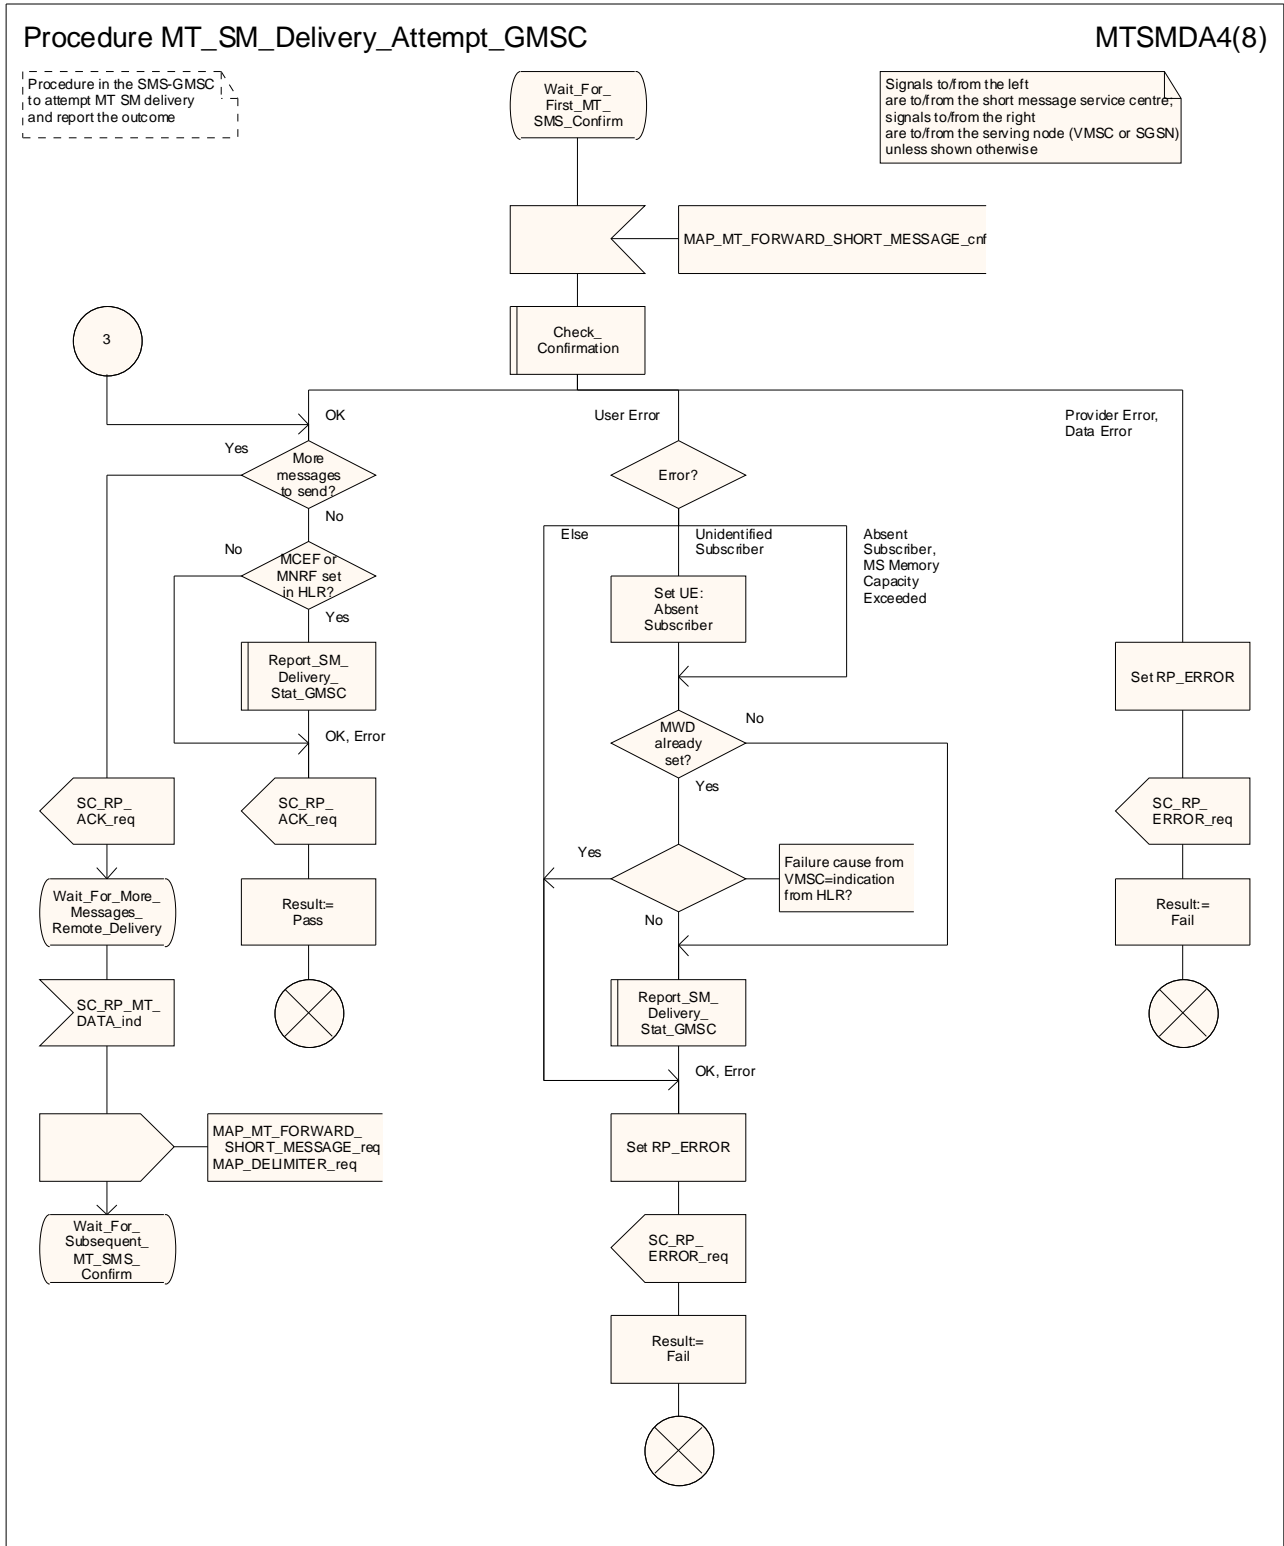 Procedure MT_SM_Delivery_Attempt_GMSC
MTSMDA4(8)
Procedure in the SMS-GMSC
to attempt MT SM delivery
and report the outcome
Wait_For_
First_MT_
SMS_Confirm
Signals to/from the left
are to/from the short message service centre;
signals to/from the right
are to/from the serving node (VMSC or SGSN)
unless shown otherwise
MAP_MT_FORWARD_SHORT_MESSAGE_cnf
Check_
Confirmation
3
OK
User Error
Provider Error,
Data Error
Yes
More
messages
to send?
Error?
No
Else
Unidentified
Subscriber
Absent
Subscriber,
MS Memory
Capacity
Exceeded
No
MCEF or
MNRF set
in HLR?
Yes
Set UE:
Absent
Subscriber
Report_SM_
Delivery_
Stat_GMSC
Set RP_ERROR
OK, Error
MWD
already
set?
No
Yes
SC_RP_
ACK_req
SC_RP_
ACK_req
SC_RP_
ERROR_req
Yes
Failure cause from
VMSC=indication
from HLR?
No
Wait_For_More_
Messages_
Remote_Delivery
Result:=
Pass
Result:=
Fail
SC_RP_MT_
DATA_ind
Report_SM_
Delivery_
Stat_GMSC
OK, Error
MAP_MT_FORWARD_
SHORT_MESSAGE_req
MAP_DELIMITER_req
Set RP_ERROR
Wait_For_
Subsequent_
MT_SMS_
Confirm
SC_RP_
ERROR_req
Result:=
Fail